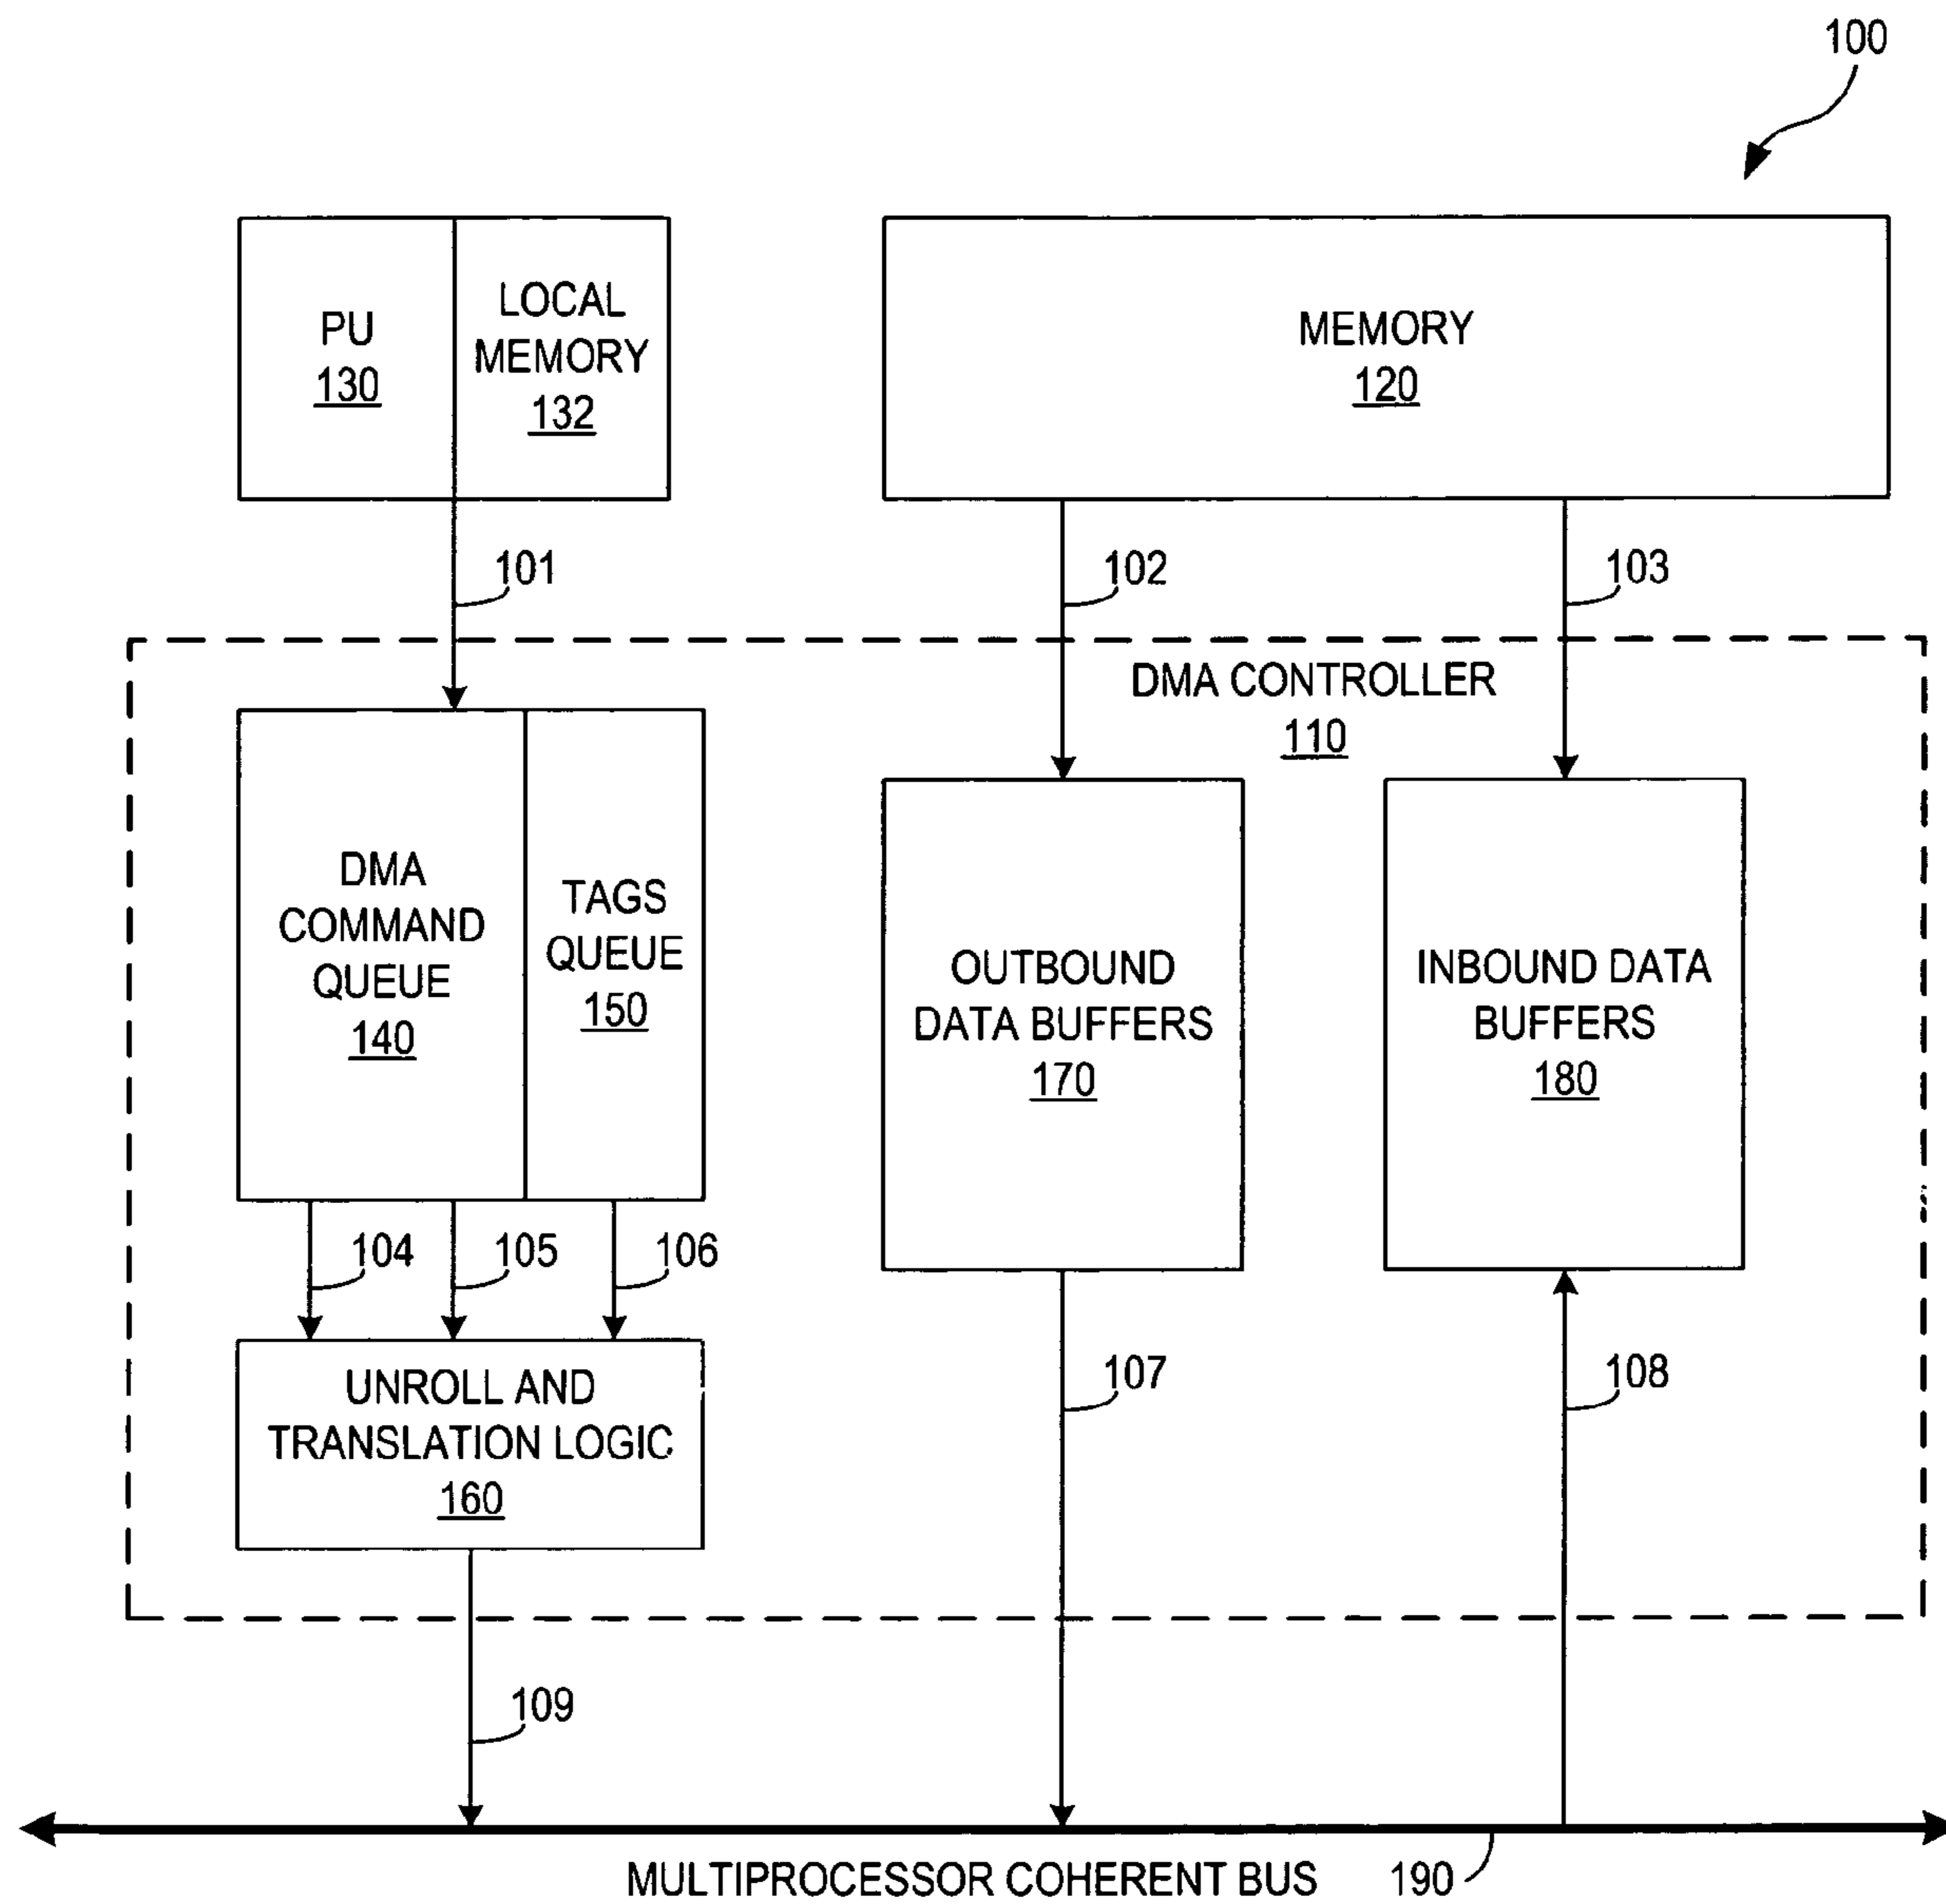 100
PU
130
LOCAL
MEMORY
132
MEMORY
120
101
102
103
DMA CONTROLLER
110
DMA
COMMAND
QUEUE
140
TAGS
QUEUE
150
OUTBOUND
DATA BUFFERS
170
INBOUND DATA
BUFFERS
180
104
105
106
UNROLL AND
TRANSLATION LOGIC
160
107
108
109
MULTIPROCESSOR COHERENT BUS
190